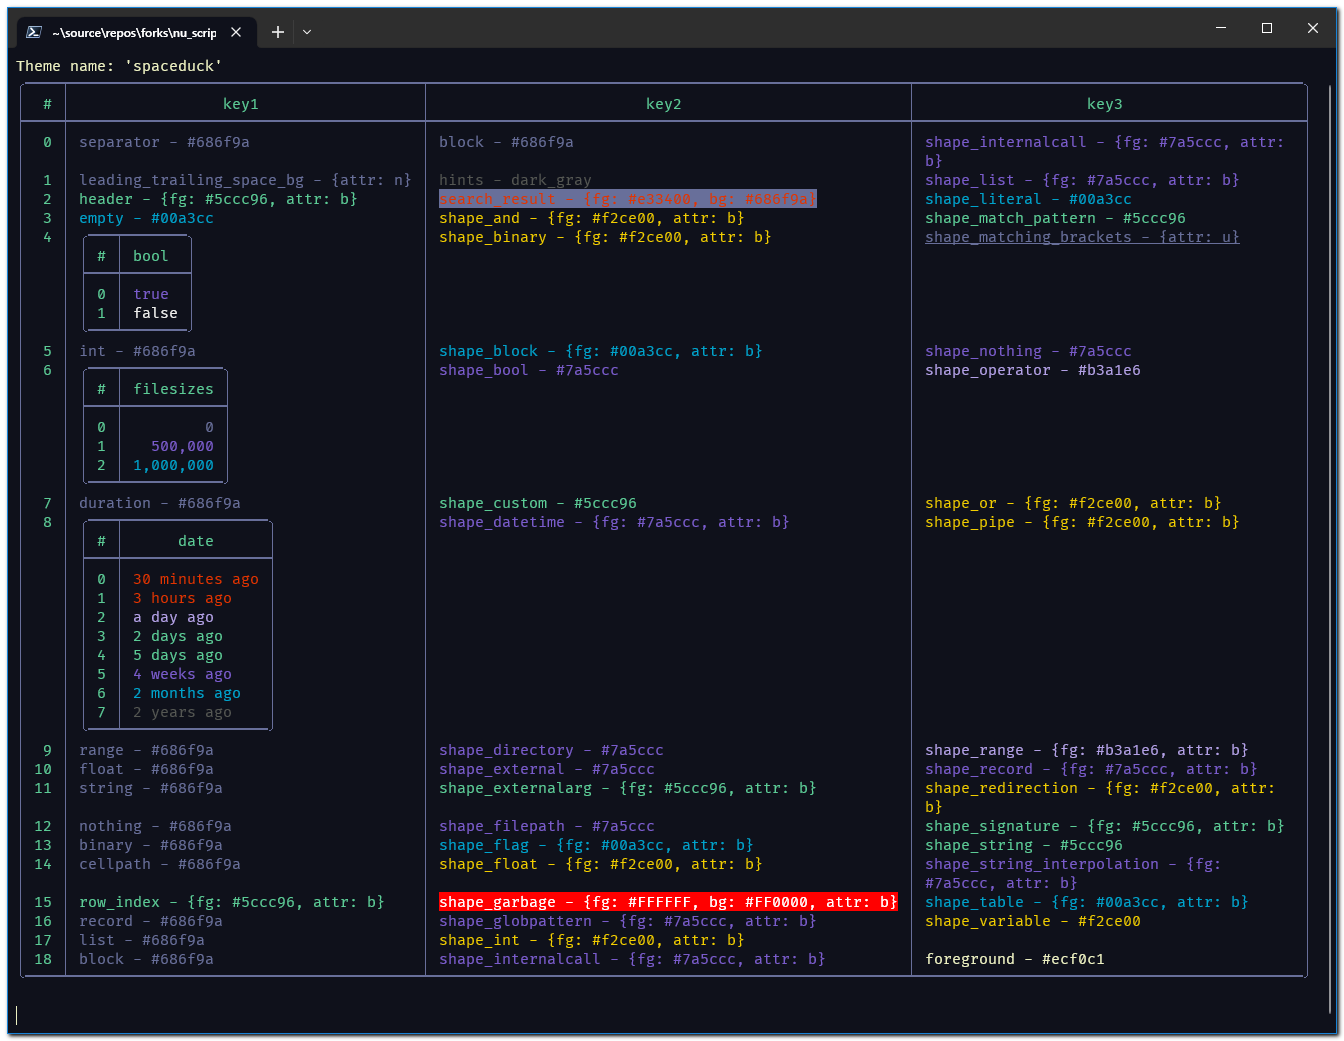 ~\source\repos\forks\nu_scrip
Theme name: 'spaceduck'
# key1 key2 key3
0 separator - #686f9a block - #686f9a shape_internalcall - {fg: #7a5ccc, attr:
b}
1 leading_trailing_space_bg - {attr: n} hints - dark_gray shape_list - {fg: #7a5ccc, attr: b}
2 header - {fg: #5ccc96, attr: b} search_result - {fg: #e33400, bg: #686f9a} shape_literal - #00a3cc
3 empty - #00a3cc shape_and - {fg: #f2ce00, attr: b} shape_match_pattern - #5ccc96
4 shape_binary - {fg: #f2ce00, attr: b} shape_matching_brackets - {attr: u}
# bool
0 true
1 false
5 int - #686f9a shape_block - {fg: #00a3cc, attr: b} shape_nothing - #7a5ccc
6 shape_bool - #7a5ccc shape_operator - #b3a1e6
# filesizes
0 0
1 500,000
2 1,000,000
7 duration - #686f9a shape_custom - #5ccc96 shape_or - {fg: #f2ce00, attr: b}
8 shape_datetime - {fg: #7a5ccc, attr: b} shape_pipe - {fg: #f2ce00, attr: b}
# date
0 30 minutes ago
1 3 hours ago
2 a day ago
3 2 days ago
4 5 days ago
5 4 weeks ago
6 2 months ago
7 2 years ago
9 range - #686f9a shape_directory - #7a5ccc shape_range - {fg: #b3a1e6, attr: b}
10 float - #686f9a shape_external - #7a5ccc shape_record - {fg: #7a5ccc, attr: b}
11 string - #686f9a shape_externalarg - {fg: #5ccc96, attr: b} shape_redirection - {fg: #f2ce00, attr:
b}
12 nothing - #686f9a shape_filepath - #7a5ccc shape_signature - {fg: #5ccc96, attr: b}
13 binary - #686f9a shape_flag - {fg: #00a3cc, attr: b} shape_string - #5ccc96
14 cellpath - #686f9a shape_float - {fg: #f2ce00, attr: b} shape_string_interpolation - {fg:
#7a5ccc, attr: b}
15 row_index - {fg: #5ccc96, attr: b} shape_garbage - {fg: #FFFFFF, bg: #FF0000, attr: b} shape_table - {fg: #00a3cc, attr: b}
16 record - #686f9a shape_globpattern - {fg: #7a5ccc, attr: b} shape_variable - #f2ce00
17 list - #686f9a shape_int - {fg: #f2ce00, attr: b}
18 block - #686f9a shape_internalcall - {fg: #7a5ccc, attr: b} foreground - #ecf0c1